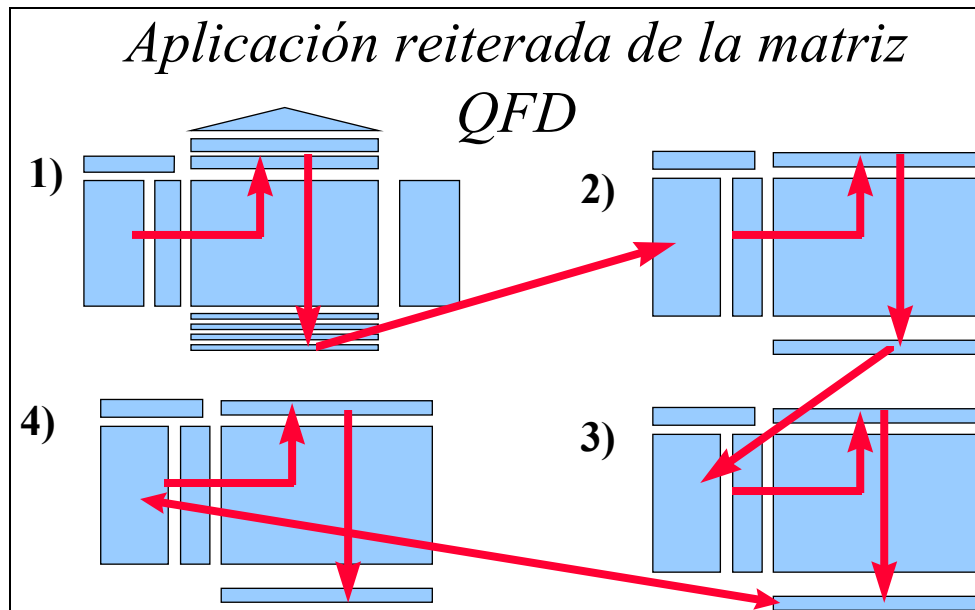 Aplicación reiterada de la matriz
QFD
1)
2)
4)
3)